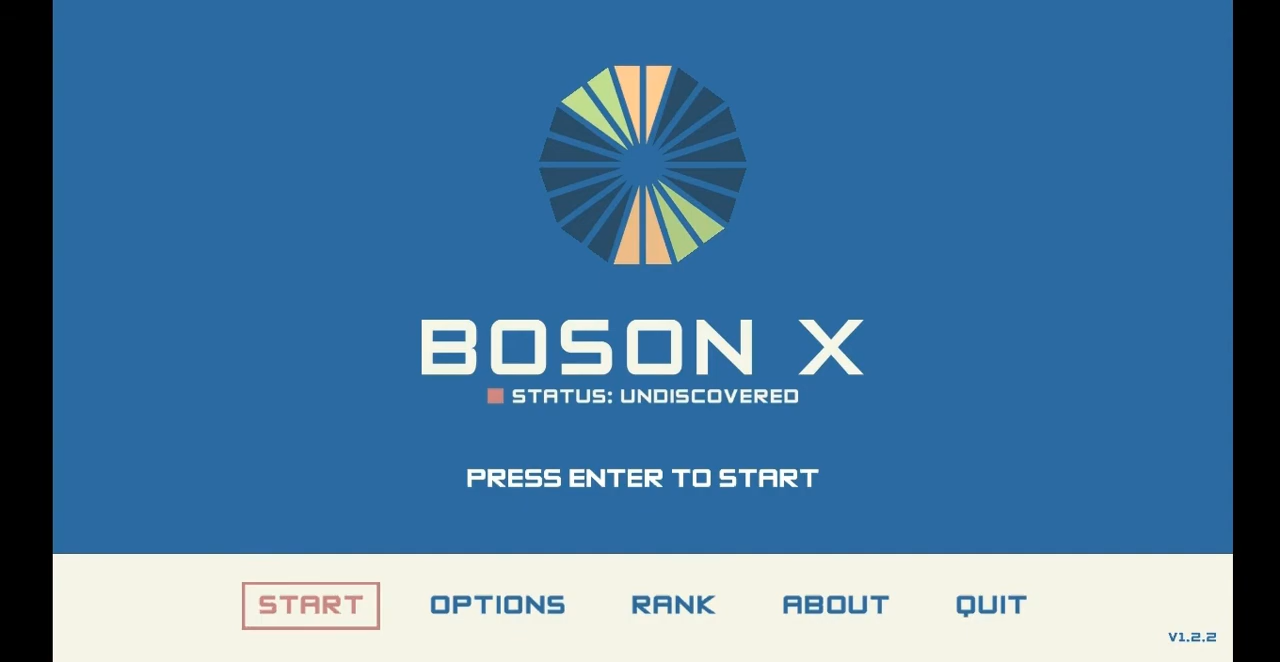 BOSON X
STATUS: UNDISCOVERED
PRESS ENTER TO START
START OPTIONS RANK ABOUT QUIT
V1.2.2